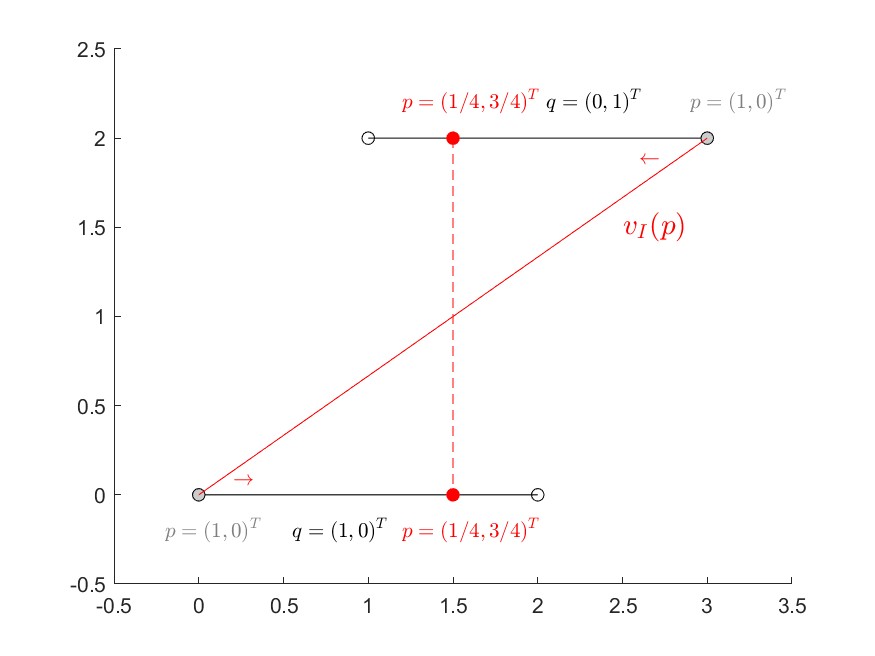 2.5
p = (1/4, 3/4)^T q = (0, 1)^T p = (1, 0)^T
2
←
v_I(p)
1.5
1
0.5
→
0
p = (1, 0)^T q = (1, 0)^T p = (1/4, 3/4)^T
-0.5
-0.5 0 0.5 1 1.5 2 2.5 3 3.5